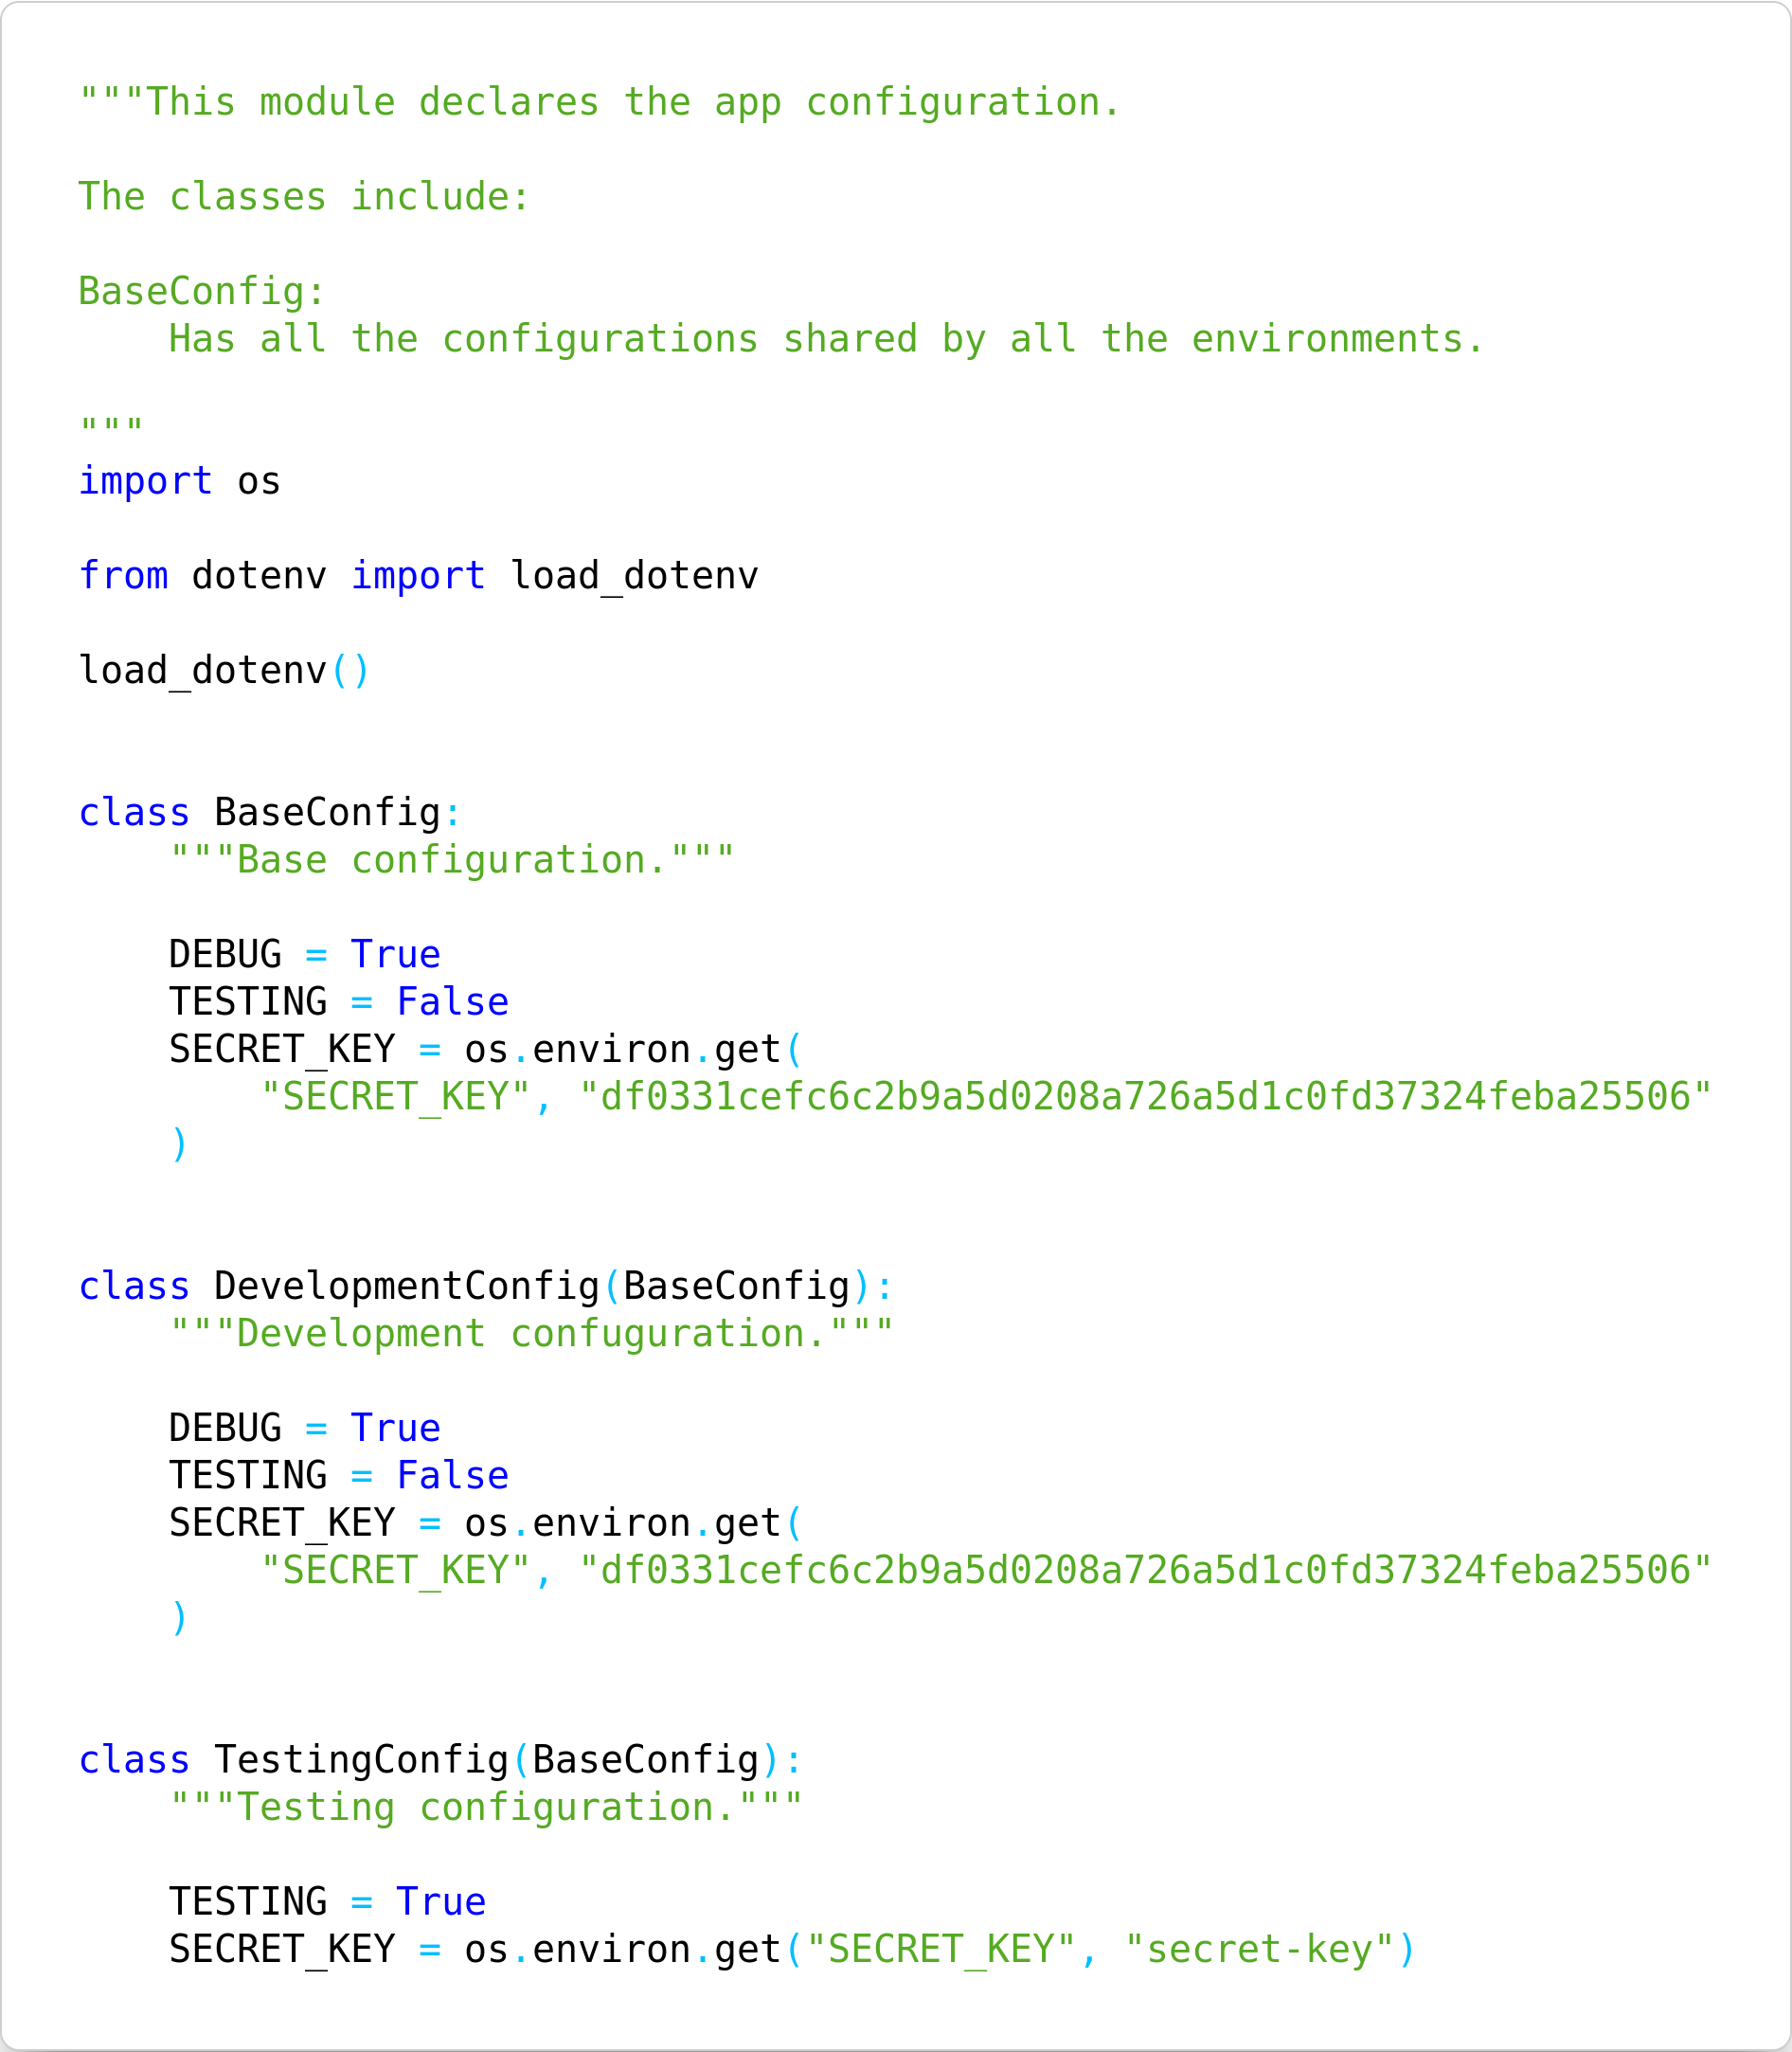 """This module declares the app configuration.

The classes include:

BaseConfig:
    Has all the configurations shared by all the environments.

"""
import os

from dotenv import load_dotenv

load_dotenv()


class BaseConfig:
    """Base configuration."""

    DEBUG = True
    TESTING = False
    SECRET_KEY = os.environ.get(
        "SECRET_KEY", "df0331cefc6c2b9a5d0208a726a5d1c0fd37324feba25506"
    )


class DevelopmentConfig(BaseConfig):
    """Development confuguration."""

    DEBUG = True
    TESTING = False
    SECRET_KEY = os.environ.get(
        "SECRET_KEY", "df0331cefc6c2b9a5d0208a726a5d1c0fd37324feba25506"
    )


class TestingConfig(BaseConfig):
    """Testing configuration."""

    TESTING = True
    SECRET_KEY = os.environ.get("SECRET_KEY", "secret-key")